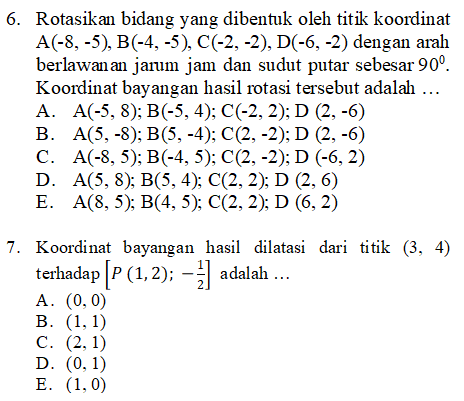 6. Rotasikan bidang yang dibentuk oleh titik koordinat
A(-8, -5), B(-4, -5), C(-2, -2), D(-6, -2) dengan arah
berlawanan jarum jam dan sudut putar sebesar 90⁰.
Koordinat bayangan hasil rotasi tersebut adalah …
A. A(-5, 8); B(-5, 4); C(-2, 2); D (2, -6)
B. A(5, -8); B(5, -4); C(2, -2); D (2, -6)
C. A(-8, 5); B(-4, 5); C(2, -2); D (-6, 2)
D. A(5, 8); B(5, 4); C(2, 2); D (2, 6)
E. A(8, 5); B(4, 5); C(2, 2); D (6, 2)
7. Koordinat bayangan hasil dilatasi dari titik (3, 4)
terhadap [P (1, 2); −1/2] adalah …
A. (0, 0)
B. (1, 1)
C. (2, 1)
D. (0, 1)
E. (1, 0)